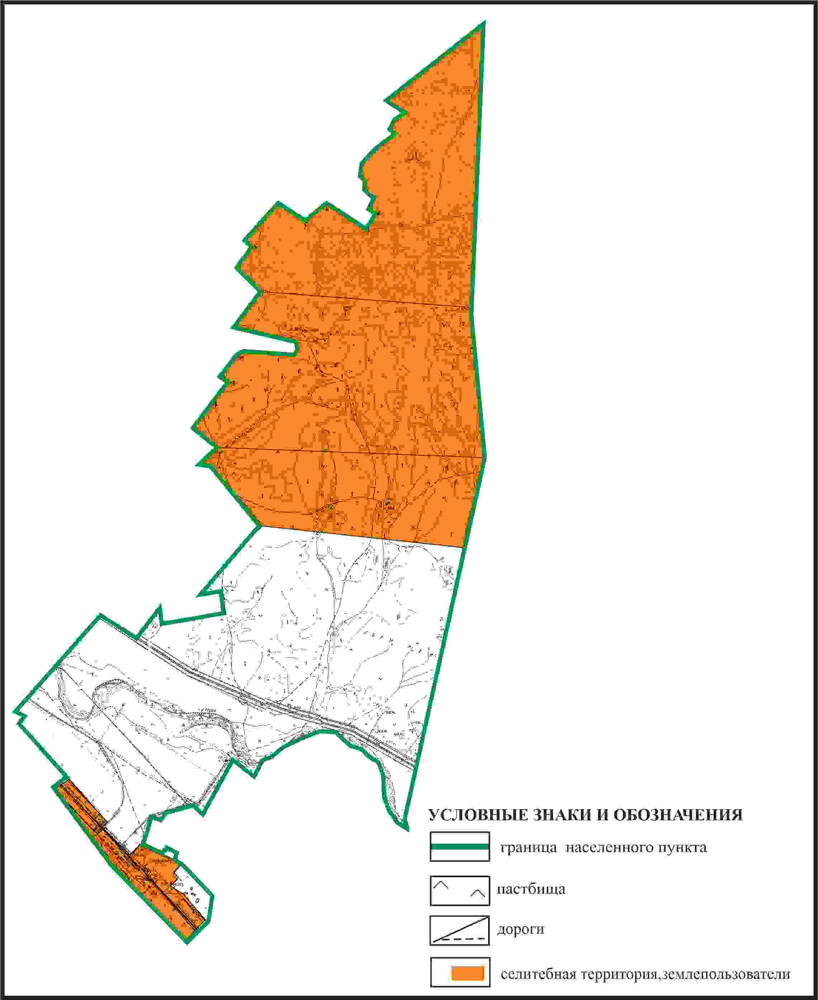 УСЛОВНЫЕ ЗНАКИ И ОБОЗНАЧЕНИЯ
граница населенного пункта
пастбища
дороги
селитебная территория,землепользователи